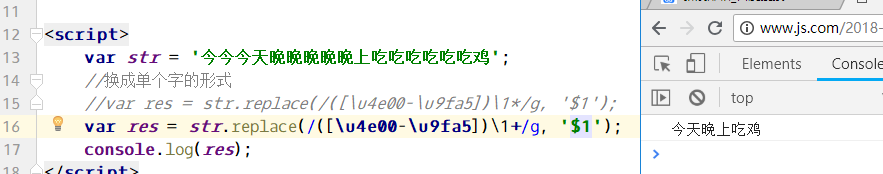 11
12 <script>
13 var str = '今今今天晚晚晚晚晚上吃吃吃吃吃吃鸡';
14 //换成单个字的形式
15 //var res = str.replace(/([\u4e00-\u9fa5])\1*/g, '$1');
16 var res = str.replace(/([\u4e00-\u9fa5])\1+/g, '$1');
17 console.log(res);
18 </script>
www.js.com/2018-
Elements Console
top
今天晚上吃鸡